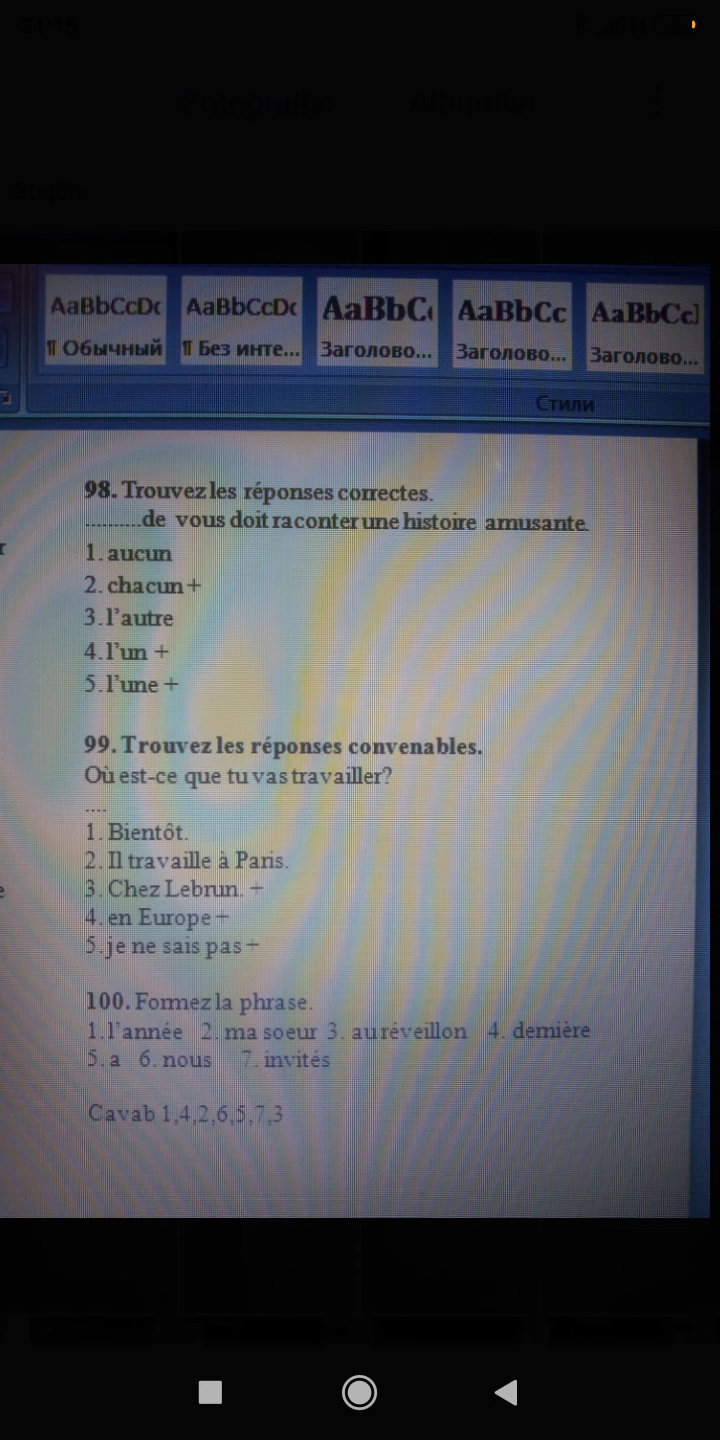 21:15
AaBbCcDc AaBbCcDc AaBbC AaBbCc AaBbCc
¶ Обычный ¶ Без инте... Заголово... Заголово... Заголово...
Стили
98. Trouvez les réponses correctes.
..........de vous doit raconter une histoire amusante.
1. aucun
2. chacun+
3.l'autre
4.l'un +
5.l'une +
99. Trouvez les réponses convenables.
Où est-ce que tu vas travailler?
....
1. Bientôt.
2. Il travaille à Paris.
3. Chez Lebrun. +
4. en Europe+
5.je ne sais pas+
100. Formez la phrase.
1.l'année 2. ma soeur 3. au réveillon 4. dernière
5. a 6. nous 7. invités
Cavab 1,4,2,6,5,7,3